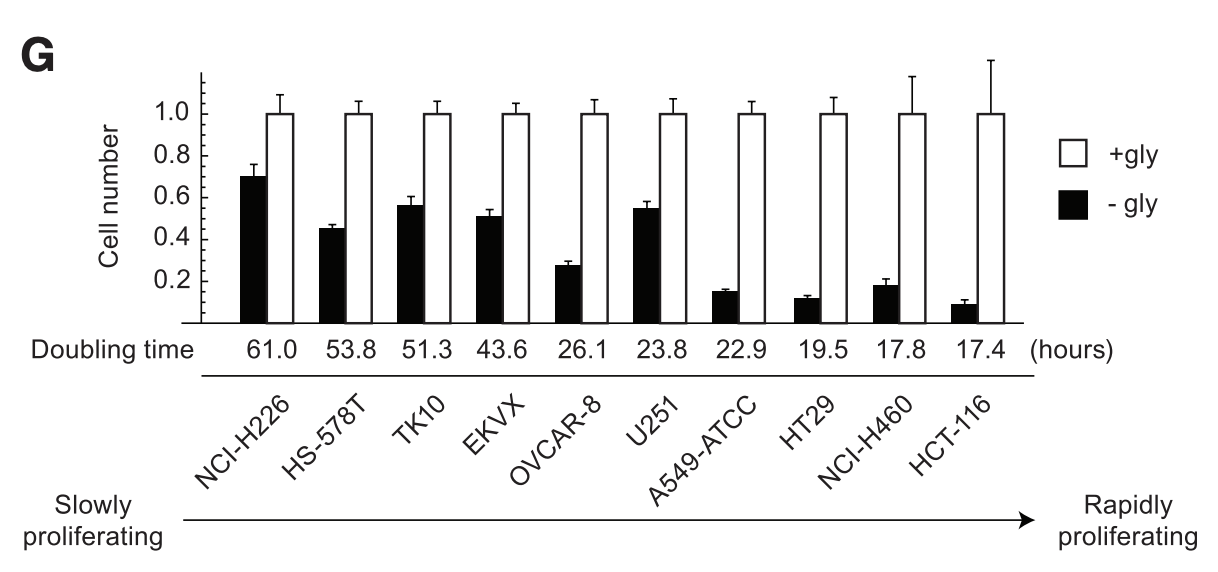 G
Cell number
1.0
0.8
0.6
0.4
0.2
+gly
- gly
Doubling time 61.0 53.8 51.3 43.6 26.1 23.8 22.9 19.5 17.8 17.4 (hours)
NCI-H226
HS-578T
TK10
EKVX
OVCAR-8
U251
A549-ATCC
HT29
NCI-H460
HCT-116
Slowly
proliferating
Rapidly
proliferating